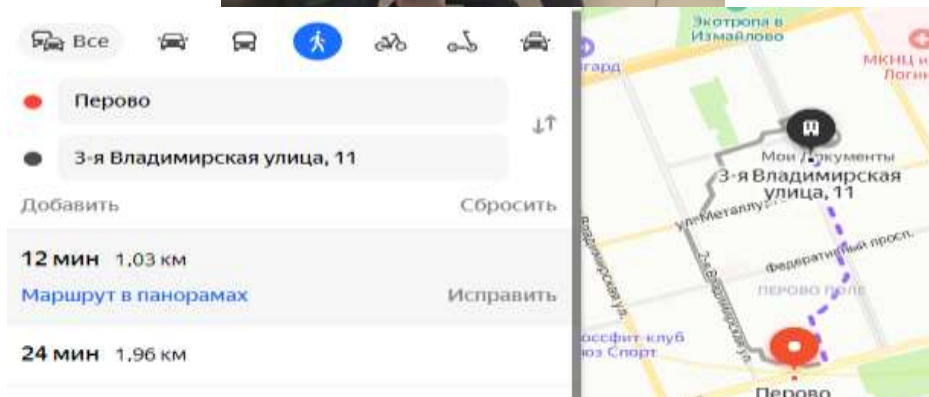 Все
Перово
3-я Владимирская улица, 11
Добавить
Сбросить
12 мин 1,03 км
Маршрут в панорамах
Исправить
24 мин 1,96 км
Экотропа в
Измайлово
гард
МКНЦ и
Логин
Мои Документы
3-я Владимирская
улица, 11
ул. Металлу
Федеративный просп.
Владимирская ул.
2-я Владимирская ул.
ПЕРОВО ПОЛЕ
оссфит-клуб
юз Спорт
Перово